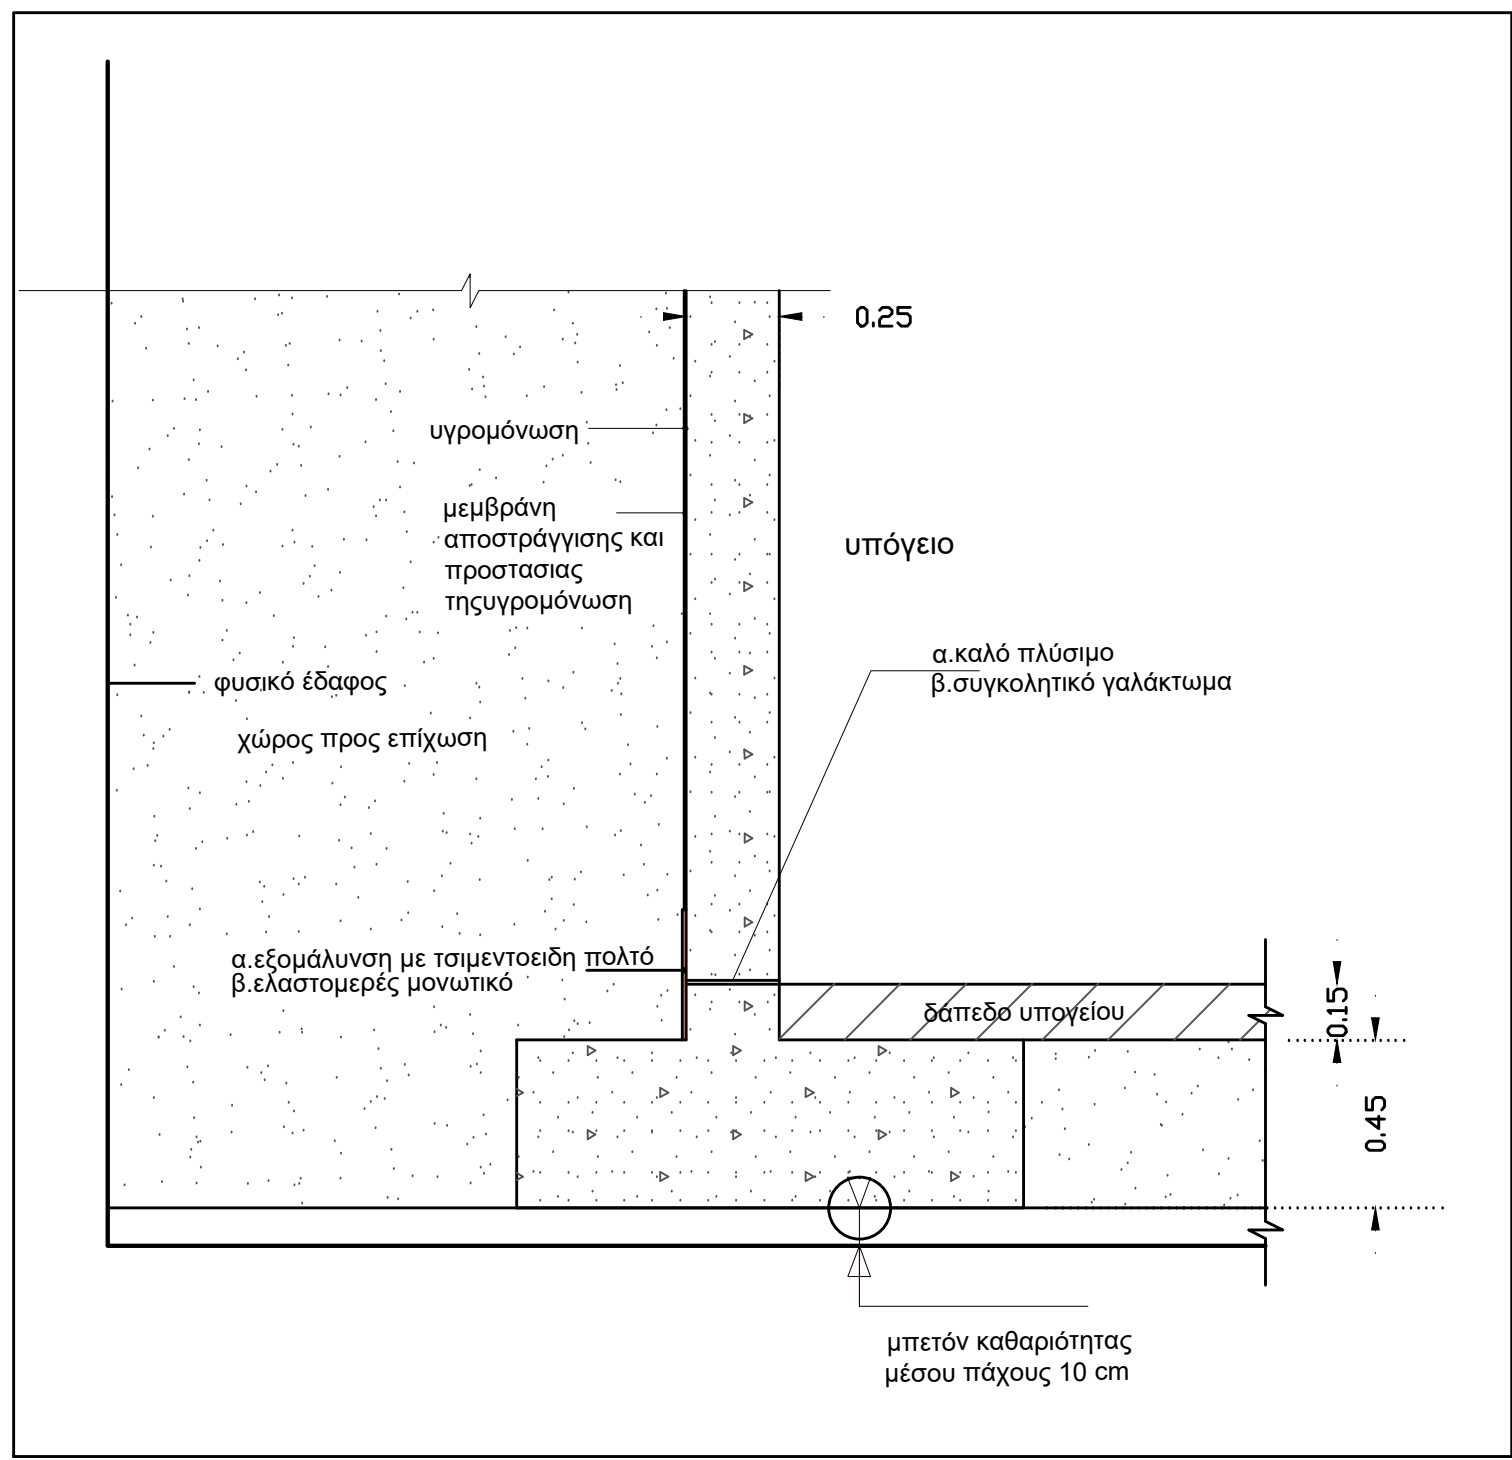 0.25
υγρομόνωση
μεμβράνη
αποστράγγισης και
προστασιας
τηςυγρομόνωση
υπόγειο
α.καλό πλύσιμο
β.συγκολητικό γαλάκτωμα
φυσικό έδαφος
χώρος προς επίχωση
α.εξομάλυνση με τσιμεντοειδη πολτό
β.ελαστομερές μονωτικό
δάπεδο υπογείου
0.15
0.45
μπετόν καθαριότητας
μέσου πάχους 10 cm